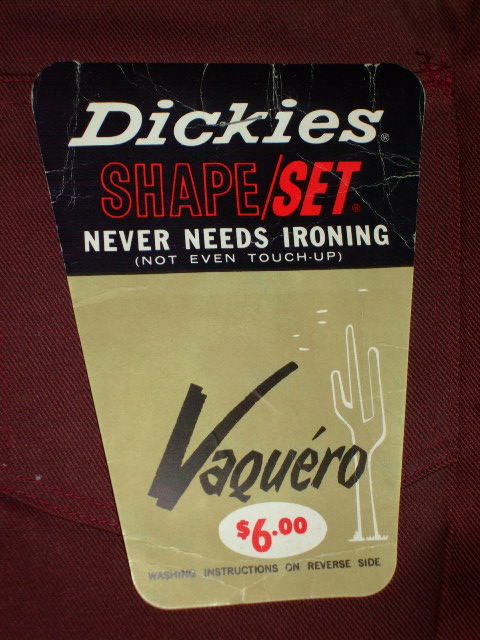 Dickies®
SHAPE/SET®
NEVER NEEDS IRONING
(NOT EVEN TOUCH-UP)
Vaquéro
$6.00
WASHING INSTRUCTIONS ON REVERSE SIDE